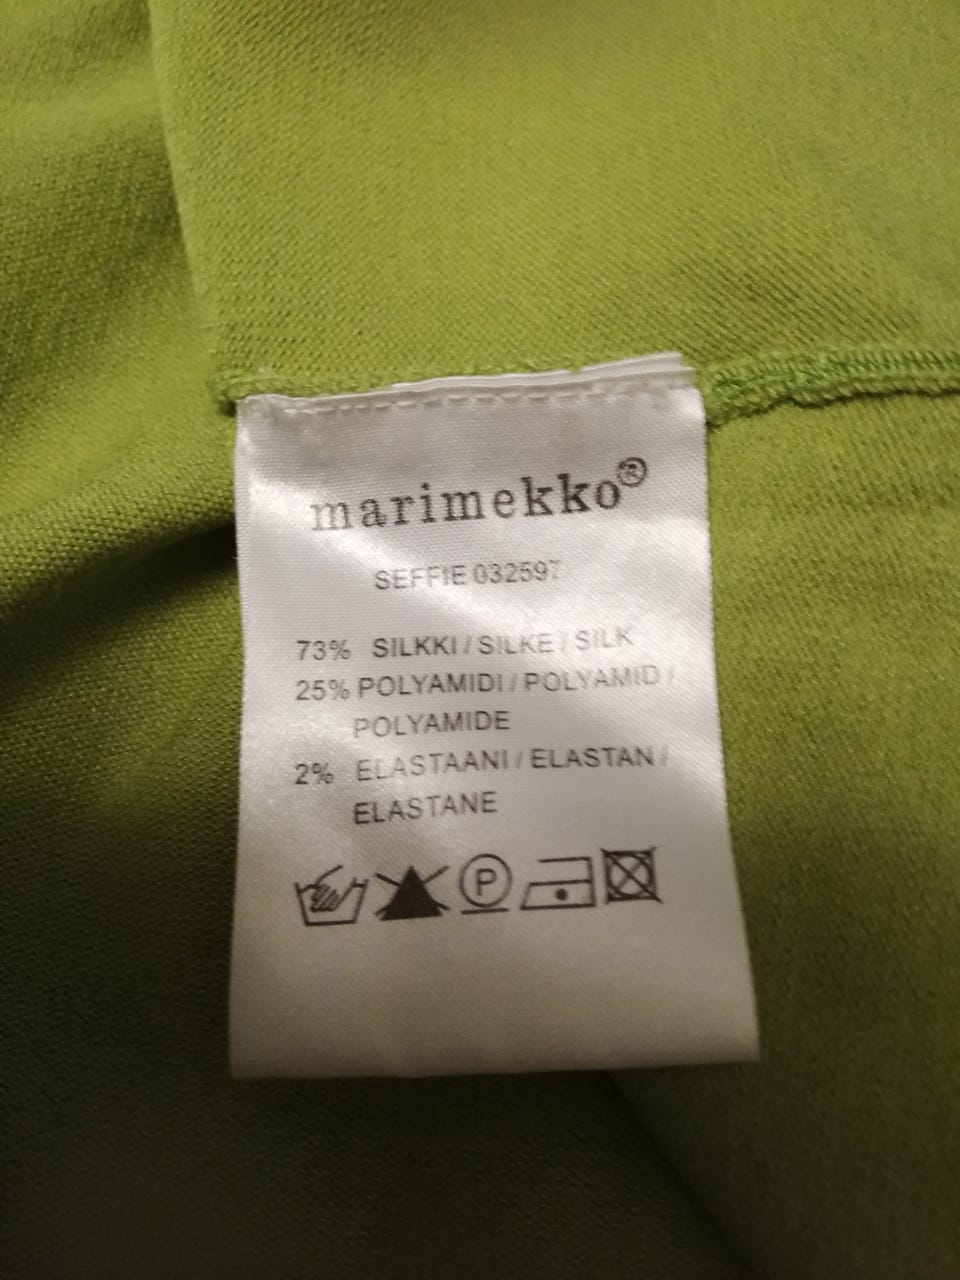 marimekko®
SEFFIE 032597
73% SILKKI / SILKE / SILK
25% POLYAMIDI / POLYAMID /
POLYAMIDE
2% ELASTAANI / ELASTAN /
ELASTANE
P